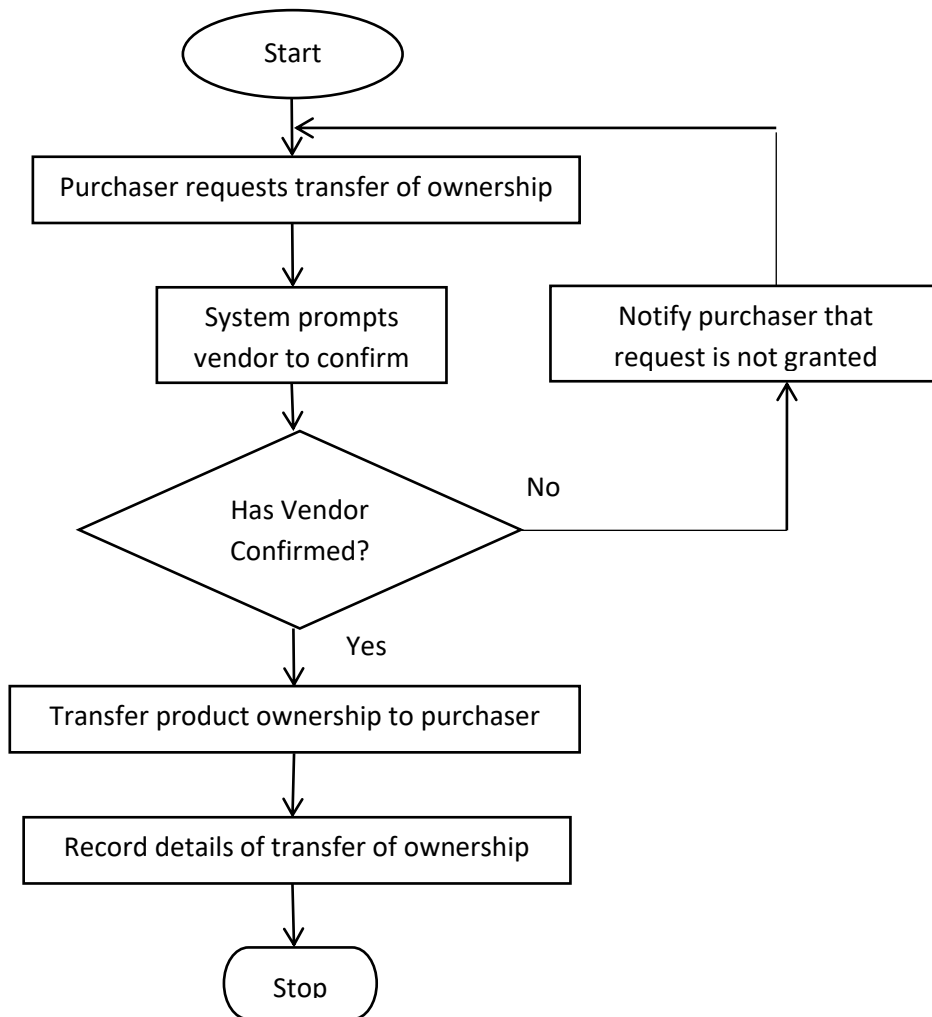 Start
Purchaser requests transfer of ownership
System prompts
vendor to confirm
Notify purchaser that
request is not granted
No
Has Vendor
Confirmed?
Yes
Transfer product ownership to purchaser
Record details of transfer of ownership
Stop